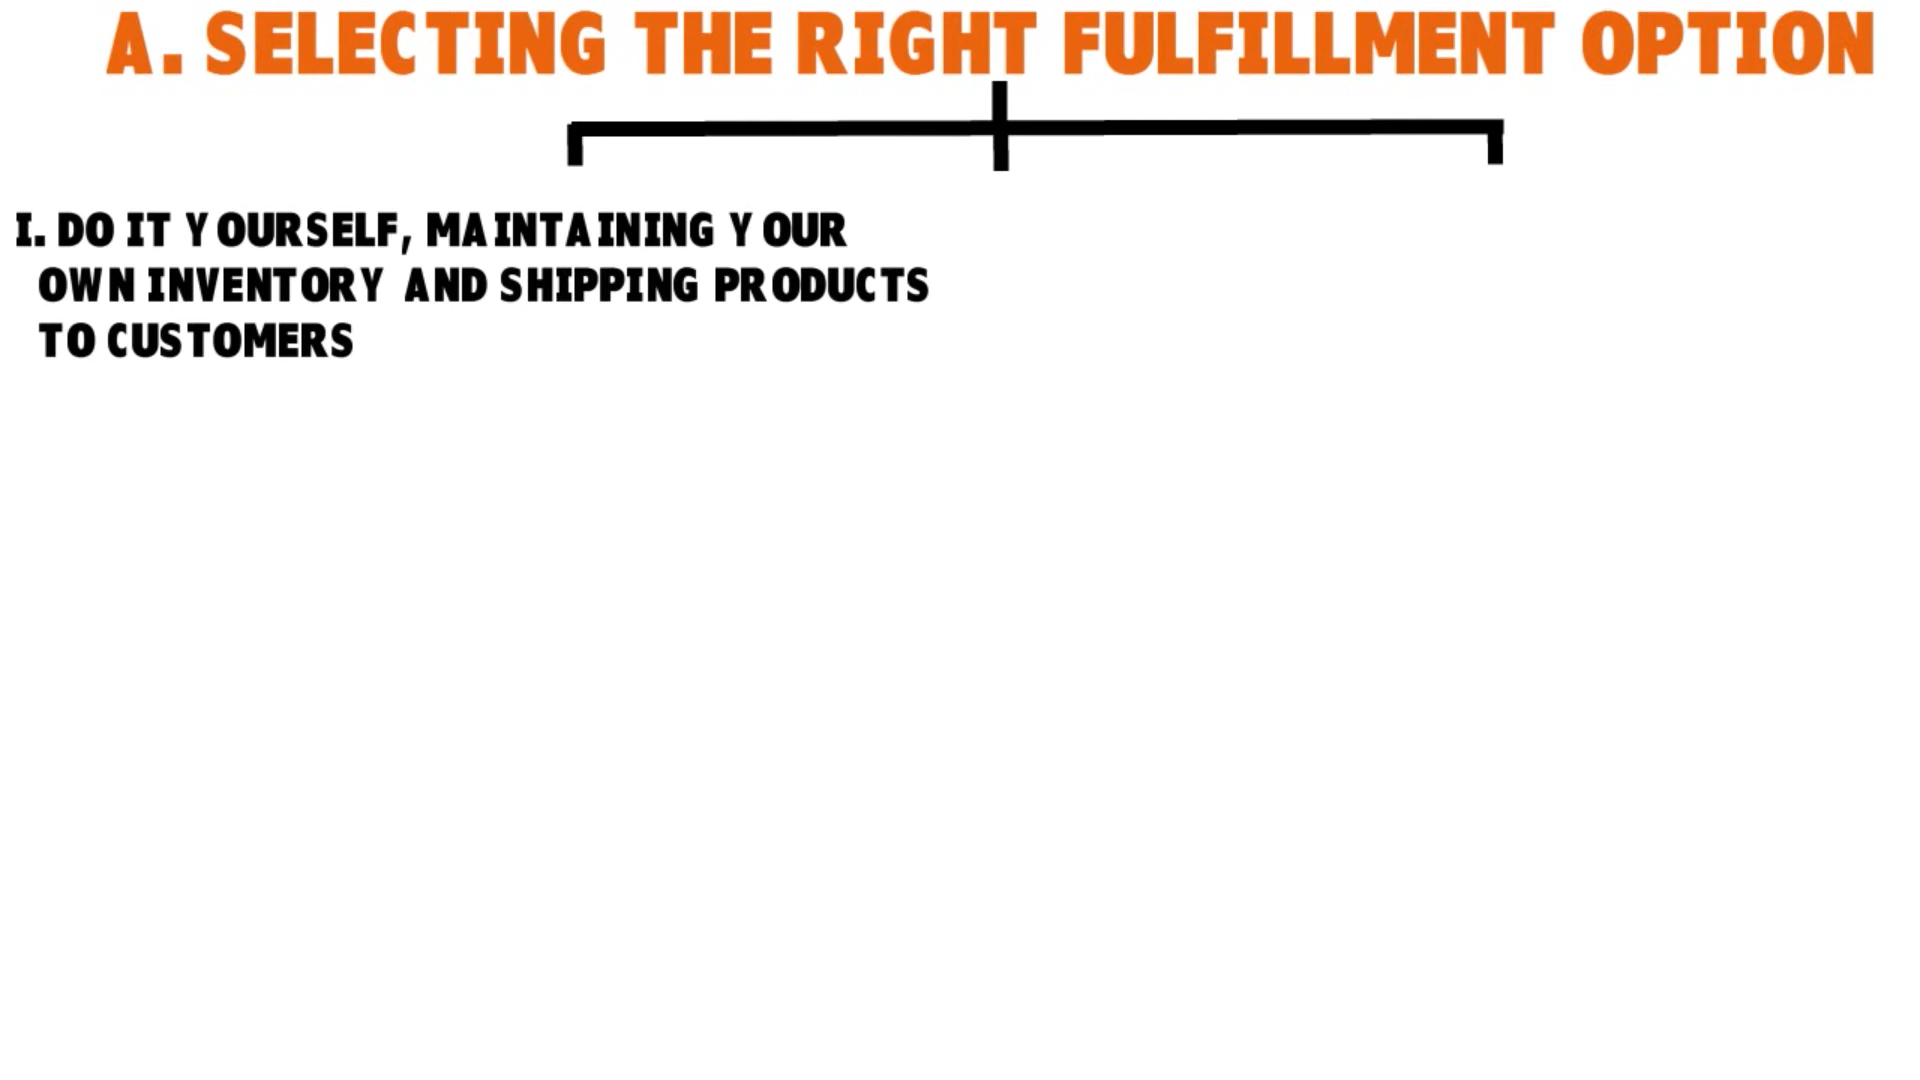 A. SELECTING THE RIGHT FULFILLMENT OPTION
I. DO IT YOURSELF, MAINTAINING YOUR
OWN INVENTORY AND SHIPPING PRODUCTS
TO CUSTOMERS